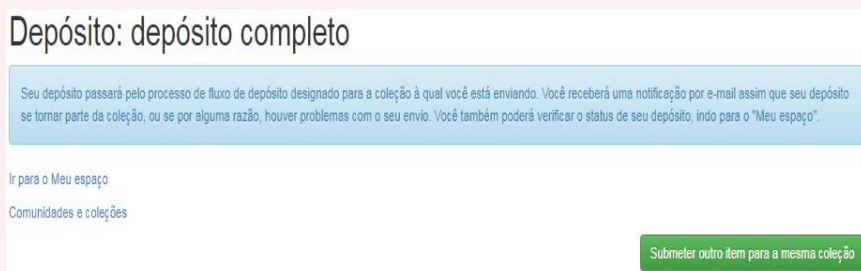 Depósito: depósito completo
Seu depósito passará pelo processo de fluxo de depósito designado para a coleção à qual você está enviando. Você receberá uma notificação por e-mail assim que seu depósito
se tornar parte da coleção, ou se por alguma razão, houver problemas com o seu envio. Você também poderá verificar o status de seu depósito, indo para o "Meu espaço".
Ir para o Meu espaço
Comunidades e coleções
Submeter outro item para a mesma coleção